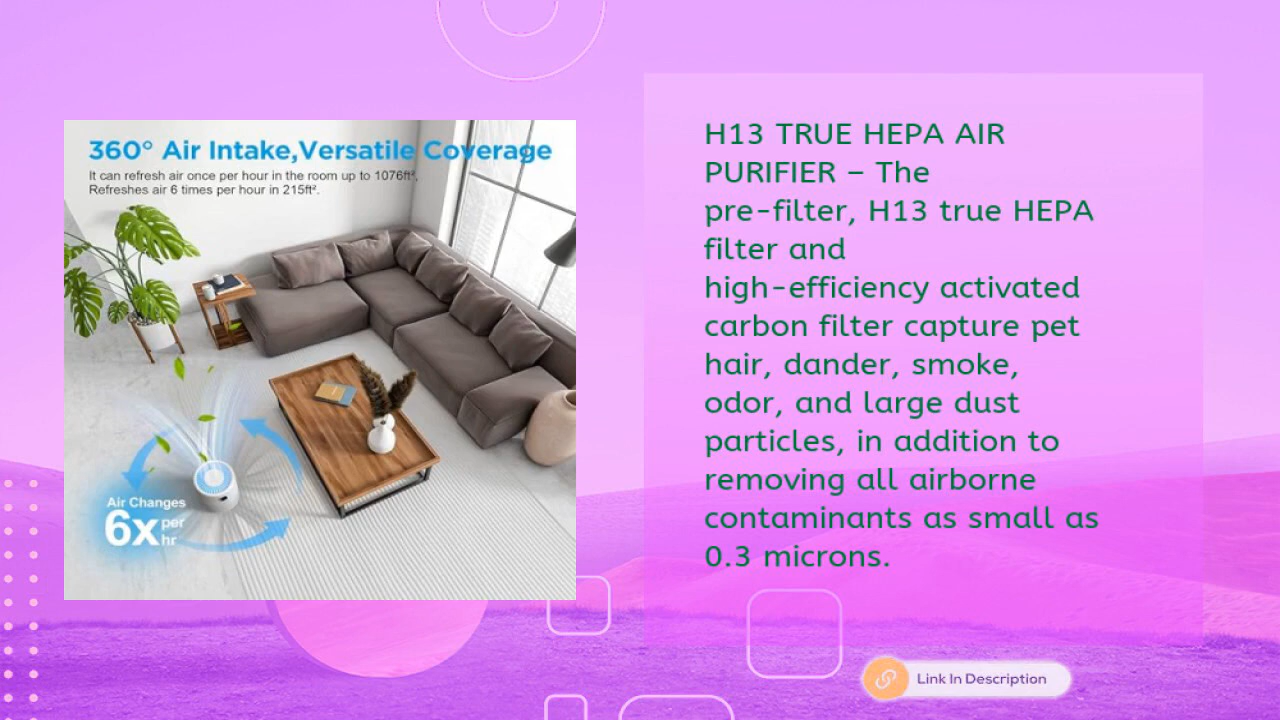 360° Air Intake,Versatile Coverage
It can refresh air once per hour in the room up to 1076ft²,
Refreshes air 6 times per hour in 215ft².
Air Changes
6x per hr
H13 TRUE HEPA AIR
PURIFIER – The
pre-filter, H13 true HEPA
filter and
high-efficiency activated
carbon filter capture pet
hair, dander, smoke,
odor, and large dust
particles, in addition to
removing all airborne
contaminants as small as
0.3 microns.
Link In Description